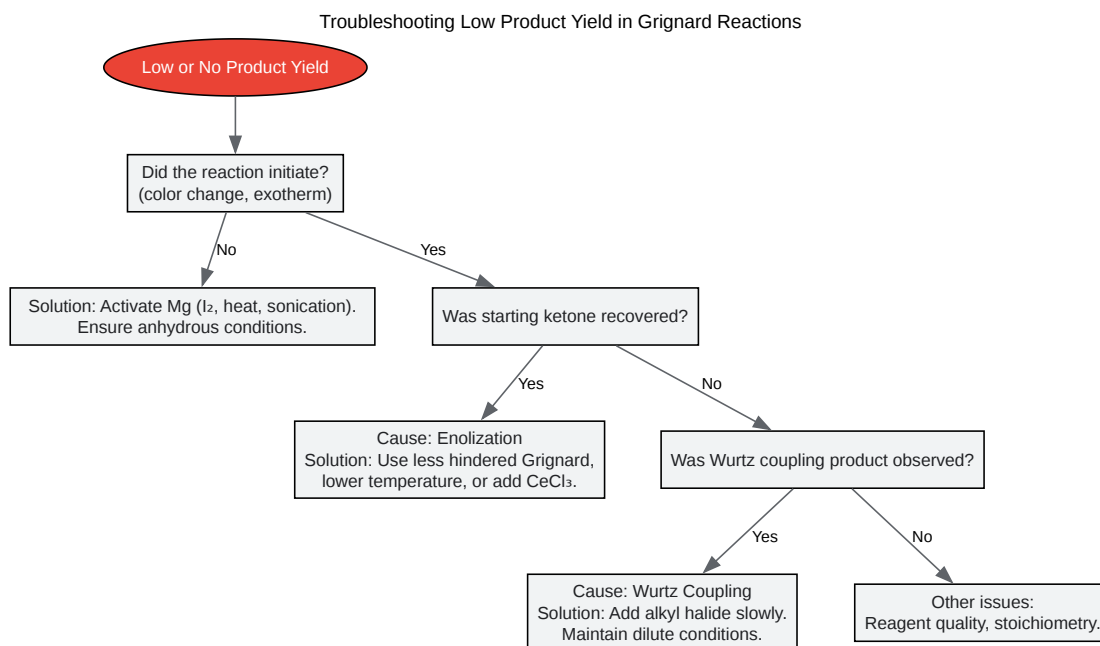 Troubleshooting Low Product Yield in Grignard Reactions
Low or No Product Yield
Did the reaction initiate?
(color change, exotherm)
No
Yes
Solution: Activate Mg (I₂, heat, sonication).
Ensure anhydrous conditions.
Was starting ketone recovered?
Yes
No
Cause: Enolization
Solution: Use less hindered Grignard,
lower temperature, or add CeCl₃.
Was Wurtz coupling product observed?
Yes
No
Cause: Wurtz Coupling
Solution: Add alkyl halide slowly.
Maintain dilute conditions.
Other issues:
Reagent quality, stoichiometry.